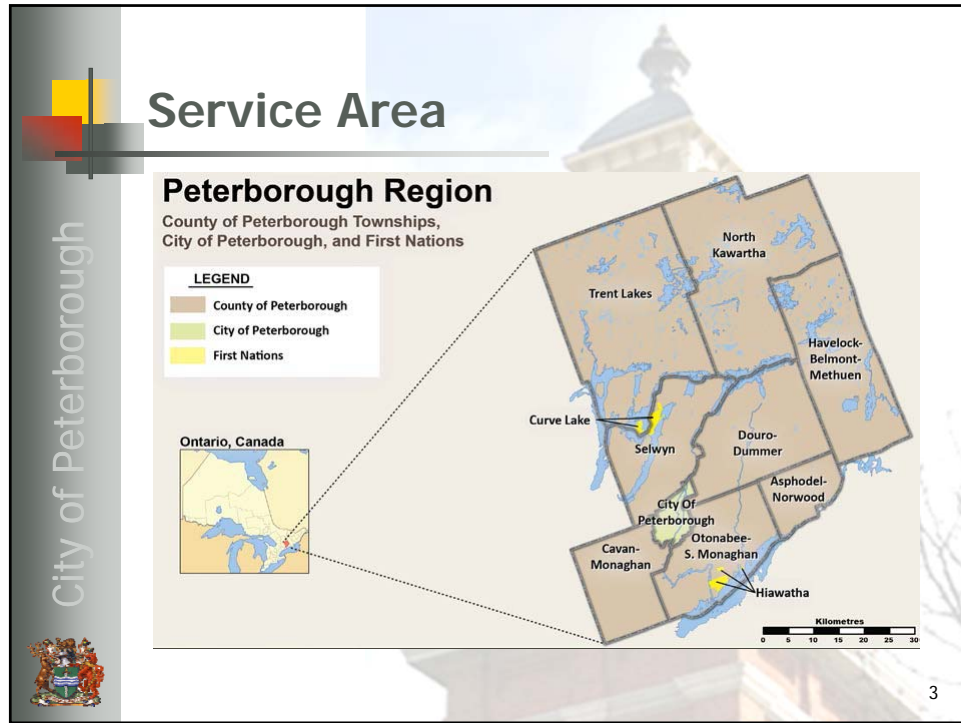 City of Peterborough
Service Area
Peterborough Region
County of Peterborough Townships,
City of Peterborough, and First Nations
LEGEND
County of Peterborough
City of Peterborough
First Nations
Ontario, Canada
North
Kawartha
Trent Lakes
Havelock-
Belmont-
Methuen
Curve Lake
Selwyn
Douro-
Dummer
Asphodel-
Norwood
City Of
Peterborough
Otonabee-
S. Monaghan
Cavan-
Monaghan
Hiawatha
Kilometres
0 5 10 15 20 25 30
3